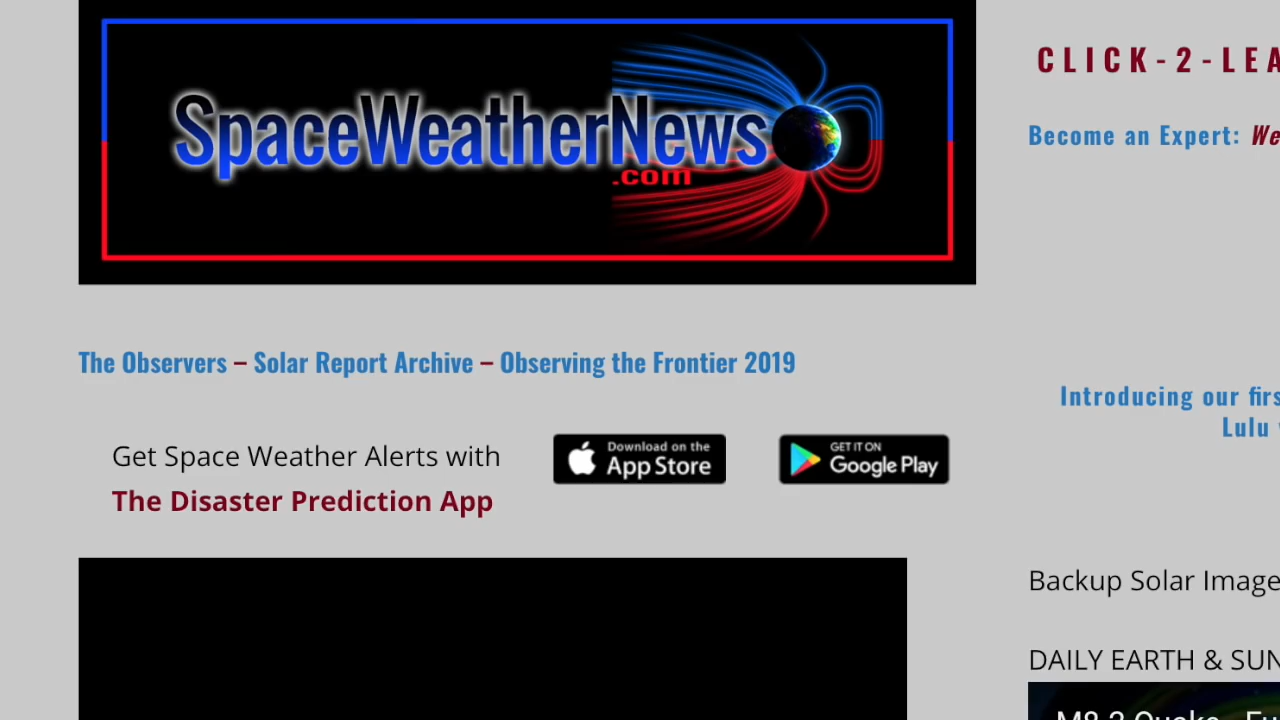 SpaceWeatherNews
.com
The Observers – Solar Report Archive – Observing the Frontier 2019
Get Space Weather Alerts with
The Disaster Prediction App
Download on the
App Store
GET IT ON
Google Play
CLICK-2-LEA
Become an Expert: We
Introducing our firs
Lulu
Backup Solar Image
DAILY EARTH & SUN